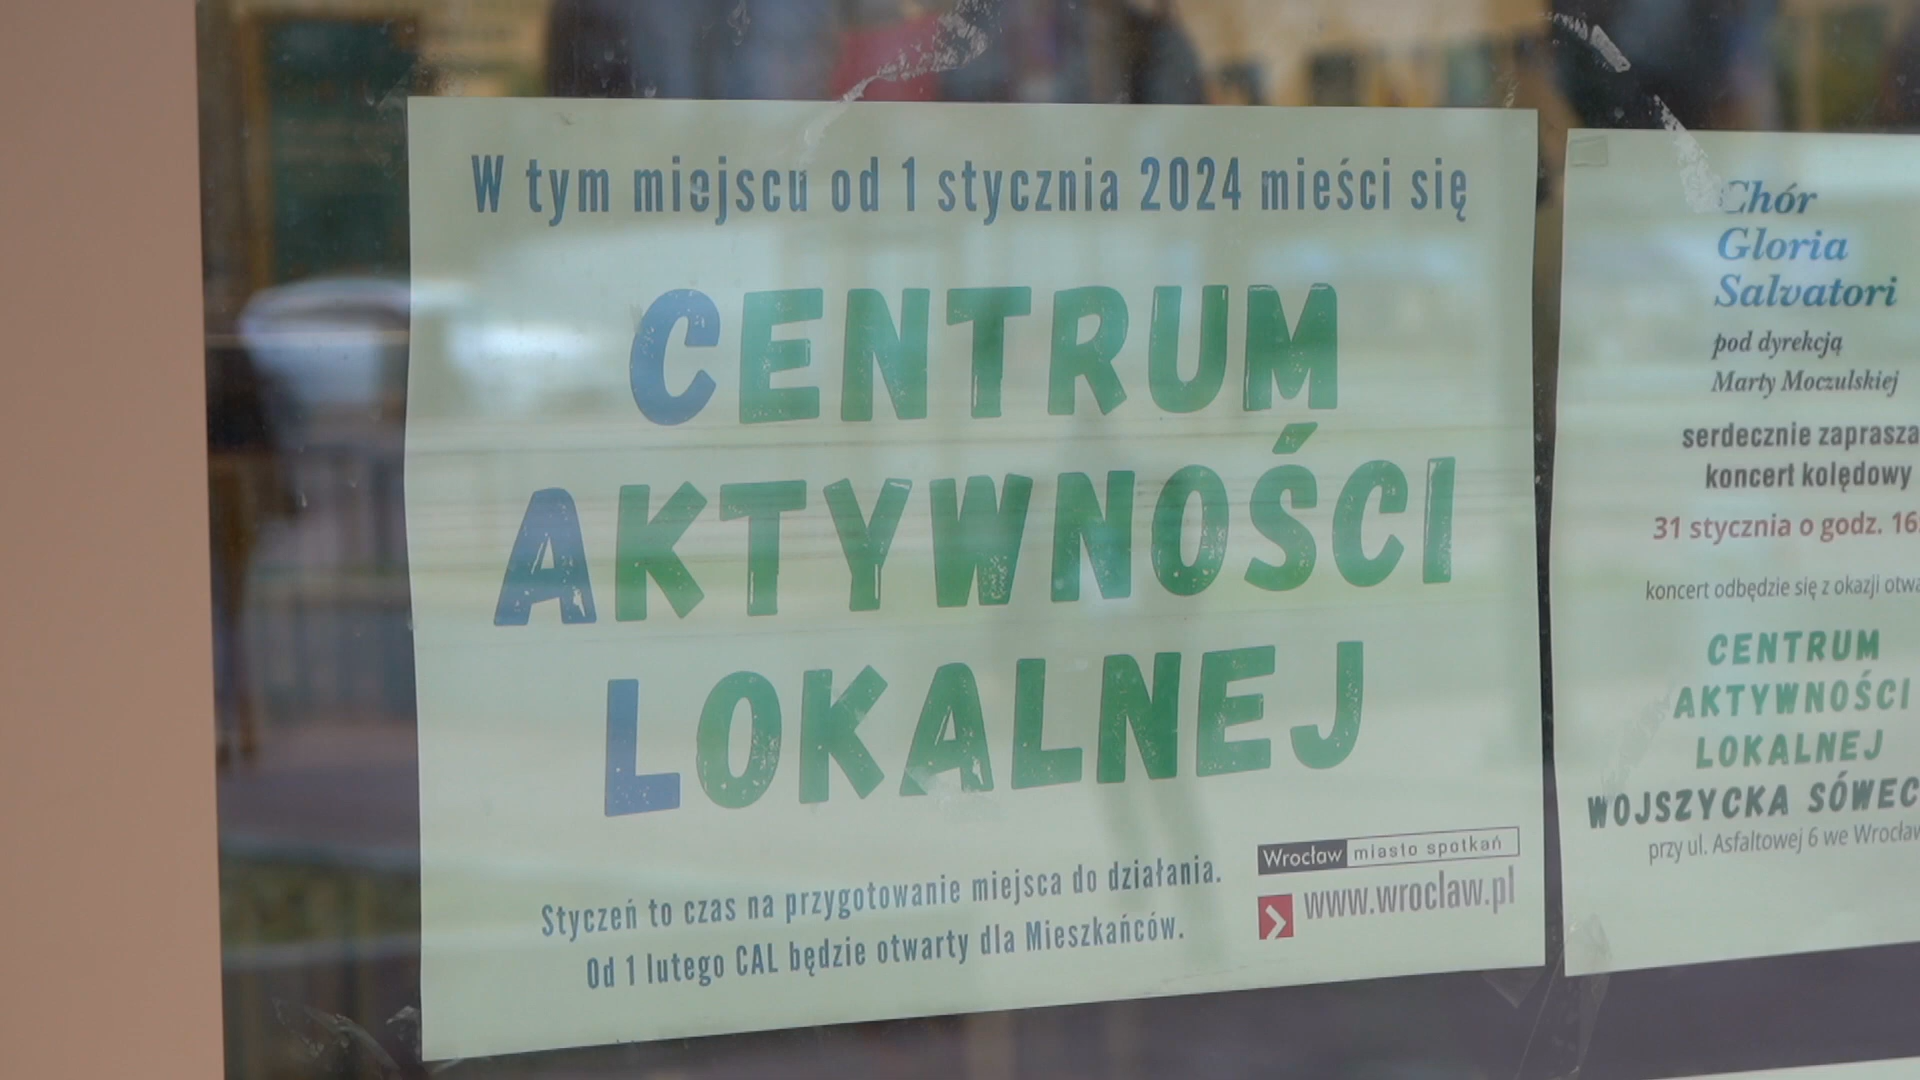 W tym miejscu od 1 stycznia 2024 mieści się
CENTRUM
AKTYWNOŚCI
LOKALNEJ
Styczeń to czas na przygotowanie miejsca do działania.
Od 1 lutego CAL będzie otwarty dla Mieszkańców.
Wrocław miasto spotkań
www.wroclaw.pl
Chór
Gloria
Salvatori
pod dyrekcją
Marty Moczulskiej
serdecznie
koncert kolędowy
31 stycznia o godz. 16
koncert odbędzie się z okazji
CENTRUM
AKTYWNOŚCI
LOKALNEJ
WOJSZYCKA
przy ul. Asfaltowej 6 we